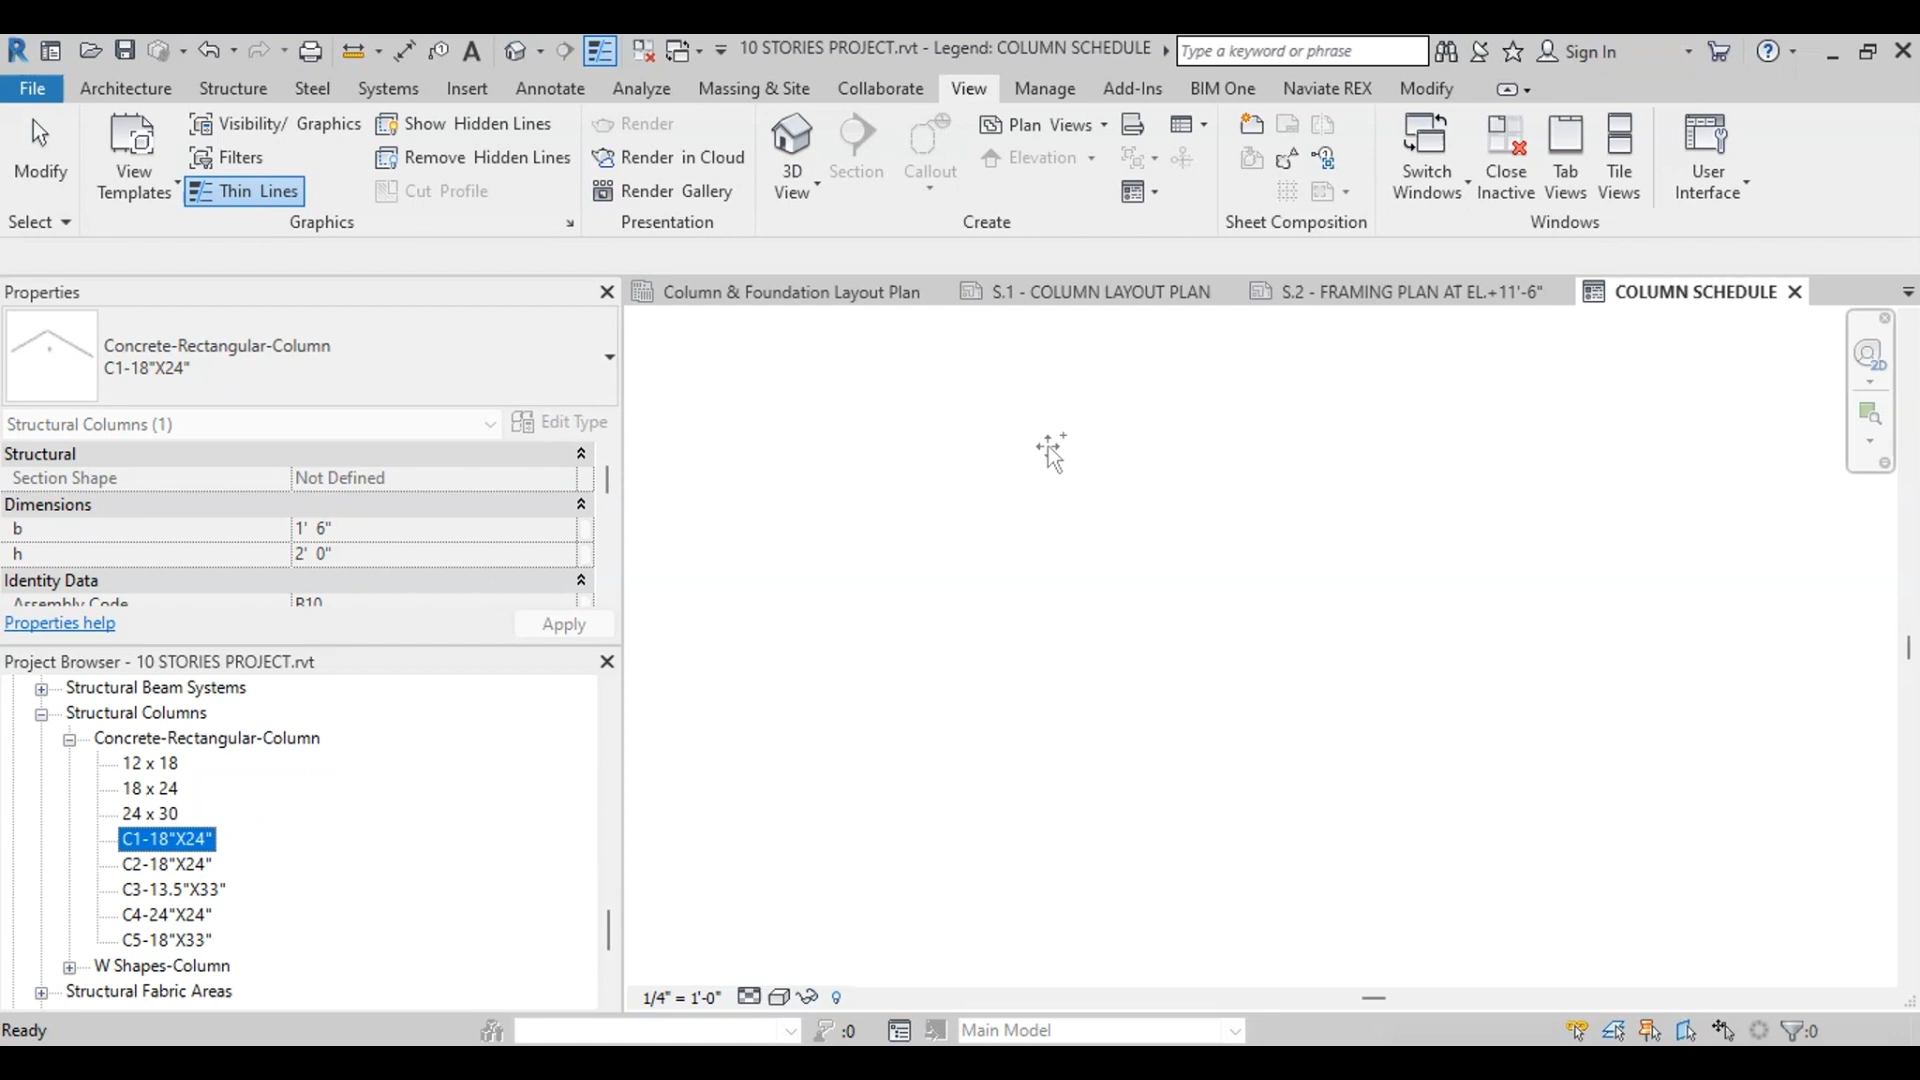 10 STORIES PROJECT.rvt - Legend: COLUMN SCHEDULE
Type a keyword or phrase
Sign In
File Architecture Structure Steel Systems Insert Annotate Analyze Massing & Site Collaborate View Manage Add-Ins BIM One Naviate REX Modify
Modify
Select
View Templates
Visibility/ Graphics
Filters
Thin Lines
Show Hidden Lines
Remove Hidden Lines
Cut Profile
Graphics
Render
Render in Cloud
Render Gallery
Presentation
3D View
Section
Callout
Plan Views
Elevation
Create
Sheet Composition
Switch Windows
Close Inactive
Tab Views
Tile Views
Windows
User Interface
Properties
Concrete-Rectangular-Column
C1-18"X24"
Structural Columns (1)
Edit Type
Structural
Section Shape Not Defined
Dimensions
b 1' 6"
h 2' 0"
Identity Data
Assembly Code B10
Properties help
Apply
Project Browser - 10 STORIES PROJECT.rvt
Structural Beam Systems
Structural Columns
Concrete-Rectangular-Column
12 x 18
18 x 24
24 x 30
C1-18"X24"
C2-18"X24"
C3-13.5"X33"
C4-24"X24"
C5-18"X33"
W Shapes-Column
Structural Fabric Areas
Column & Foundation Layout Plan
S.1 - COLUMN LAYOUT PLAN
S.2 - FRAMING PLAN AT EL.+11'-6"
COLUMN SCHEDULE
2D
1/4" = 1'-0"
Ready
:0
Main Model
:0